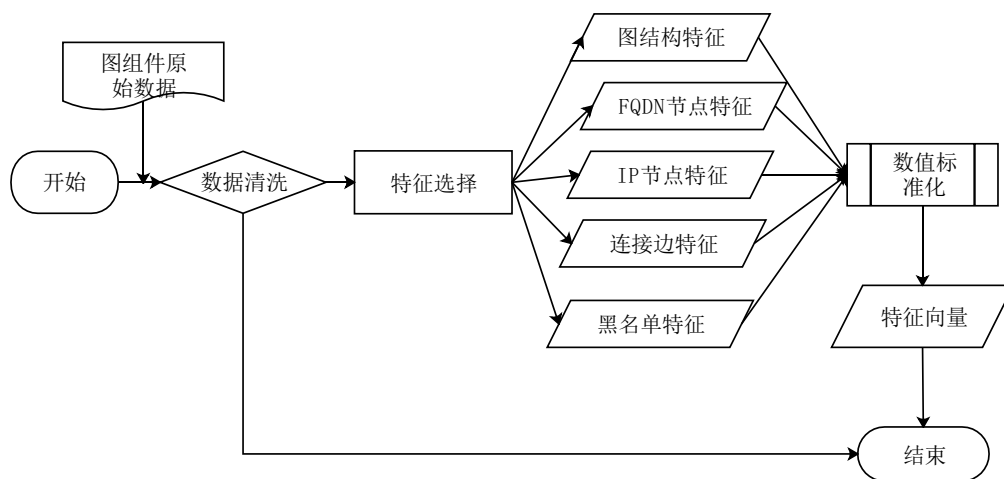 图组件原
始数据
开始
数据清洗
特征选择
图结构特征
FQDN节点特征
IP节点特征
连接边特征
黑名单特征
数值标
准化
特征向量
结束